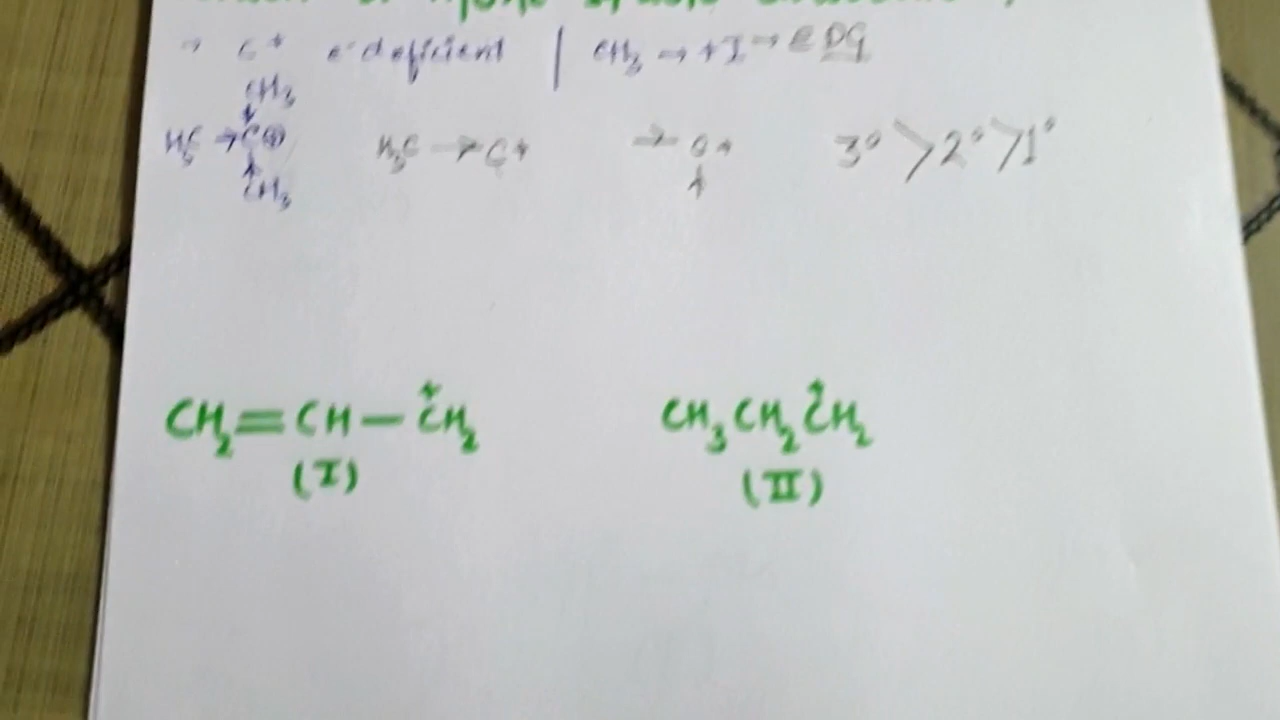 → C⁺ e⁻ deficient | CH₃ → +I → EDG
CH₃
H₃C → C⊕ H₃C → C⁺ → C⁺ 3° > 2° > 1°
CH₃
CH₂=CH–C⁺H₂ CH₃CH₂C⁺H₂
(I) (II)